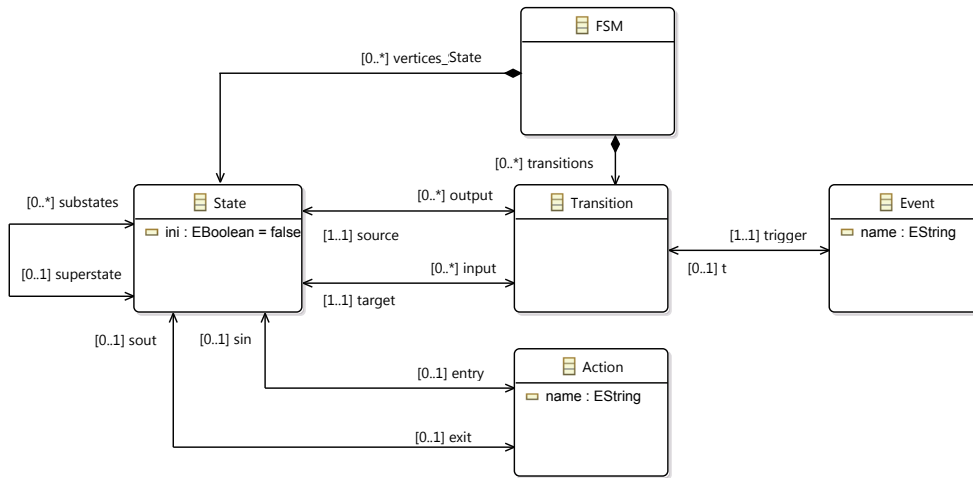 FSM
[0..*] vertices_State
[0..*] transitions
State
ini : EBoolean = false
[0..*] substates
[0..1] superstate
[0..*] output
[1..1] source
[0..*] input
[1..1] target
Transition
[1..1] trigger
[0..1] t
Event
name : EString
[0..1] sout
[0..1] sin
[0..1] entry
[0..1] exit
Action
name : EString